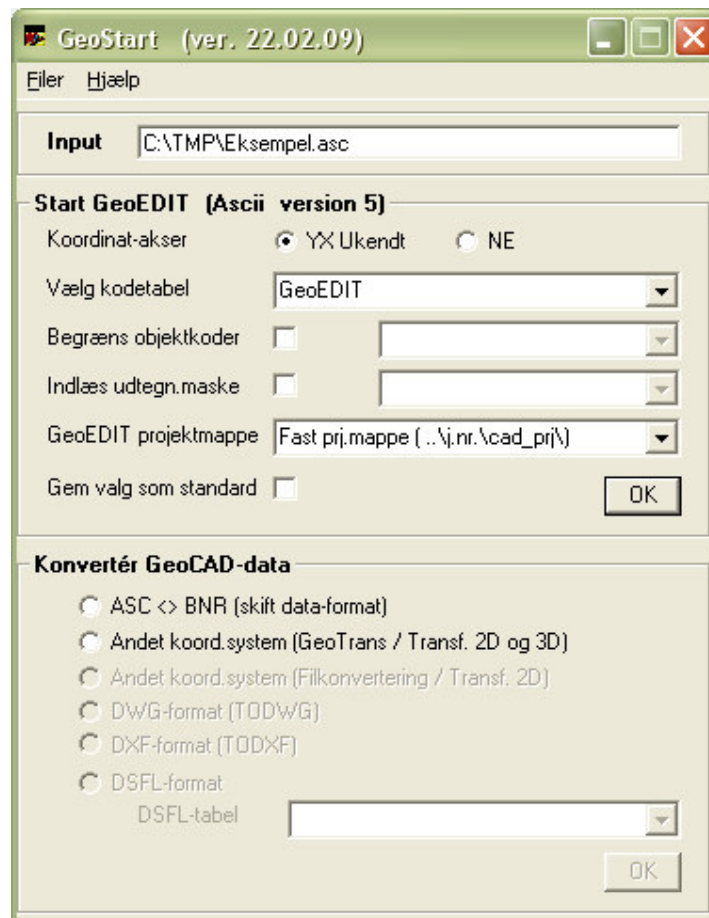 GeoStart (ver. 22.02.09)
Filer Hjælp
Input C:\TMP\Eksempel.asc
Start GeoEDIT (Ascii version 5)
Koordinat-akser YX Ukendt NE
Vælg kodetabel GeoEDIT
Begræns objektkoder
Indlæs udtegn.maske
GeoEDIT projektmappe Fast prj.mappe ( ..\j.nr.\cad_prj\)
Gem valg som standard OK
Konvertér GeoCAD-data
ASC <> BNR (skift data-format)
Andet koord.system (GeoTrans / Transf. 2D og 3D)
Andet koord.system (Filkonvertering / Transf. 2D)
DWG-format (TODWG)
DXF-format (TODXF)
DSFL-format
DSFL-tabel
OK